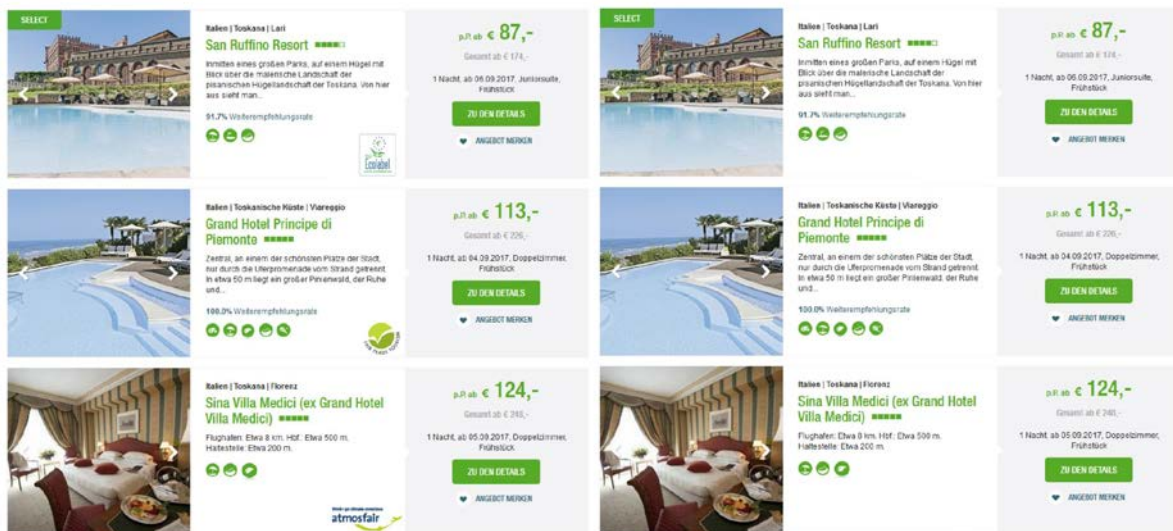 SELECT
Italien | Toskana | Lari
San Ruffino Resort
Inmitten eines großen Parks, auf einem Hügel mit
Blick über die malerische Landschaft der
pisanischen Hügellandschaft der Toskana. Von hier
aus sieht man...
91.7% Weiterempfehlungsrate
Ecolabel
p.P. ab € 87,-
Gesamt ab € 174,-
1 Nacht, ab 06.09.2017, Juniorsuite,
Frühstück
ZU DEN DETAILS
ANGEBOT MERKEN
Italien | Toskanische Küste | Viareggio
Grand Hotel Principe di
Piemonte
Zentral, an einem der schönsten Plätze der Stadt,
nur durch die Uferpromenade vom Strand getrennt.
In etwa 50 m liegt ein großer Pinienwald, der Ruhe
und...
100.0% Weiterempfehlungsrate
p.P. ab € 113,-
Gesamt ab € 226,-
1 Nacht, ab 04.09.2017, Doppelzimmer,
Frühstück
ZU DEN DETAILS
ANGEBOT MERKEN
Italien | Toskana | Florenz
Sina Villa Medici (ex Grand Hotel
Villa Medici)
Flughafen: Etwa 8 km. Hbf.: Etwa 500 m.
Haltestelle: Etwa 200 m.
atmosfair
p.P. ab € 124,-
Gesamt ab € 248,-
1 Nacht, ab 05.09.2017, Doppelzimmer,
Frühstück
ZU DEN DETAILS
ANGEBOT MERKEN
SELECT
Italien | Toskana | Lari
San Ruffino Resort
Inmitten eines großen Parks, auf einem Hügel mit
Blick über die malerische Landschaft der
pisanischen Hügellandschaft der Toskana. Von hier
aus sieht man...
91.7% Weiterempfehlungsrate
p.P. ab € 87,-
Gesamt ab € 174,-
1 Nacht, ab 06.09.2017, Juniorsuite,
Frühstück
ZU DEN DETAILS
ANGEBOT MERKEN
Italien | Toskanische Küste | Viareggio
Grand Hotel Principe di
Piemonte
Zentral, an einem der schönsten Plätze der Stadt,
nur durch die Uferpromenade vom Strand getrennt.
In etwa 50 m liegt ein großer Pinienwald, der Ruhe
und...
100.0% Weiterempfehlungsrate
p.P. ab € 113,-
Gesamt ab € 226,-
1 Nacht, ab 04.09.2017, Doppelzimmer,
Frühstück
ZU DEN DETAILS
ANGEBOT MERKEN
Italien | Toskana | Florenz
Sina Villa Medici (ex Grand Hotel
Villa Medici)
Flughafen: Etwa 8 km. Hbf.: Etwa 500 m.
Haltestelle: Etwa 200 m.
p.P. ab € 124,-
Gesamt ab € 248,-
1 Nacht, ab 05.09.2017, Doppelzimmer,
Frühstück
ZU DEN DETAILS
ANGEBOT MERKEN